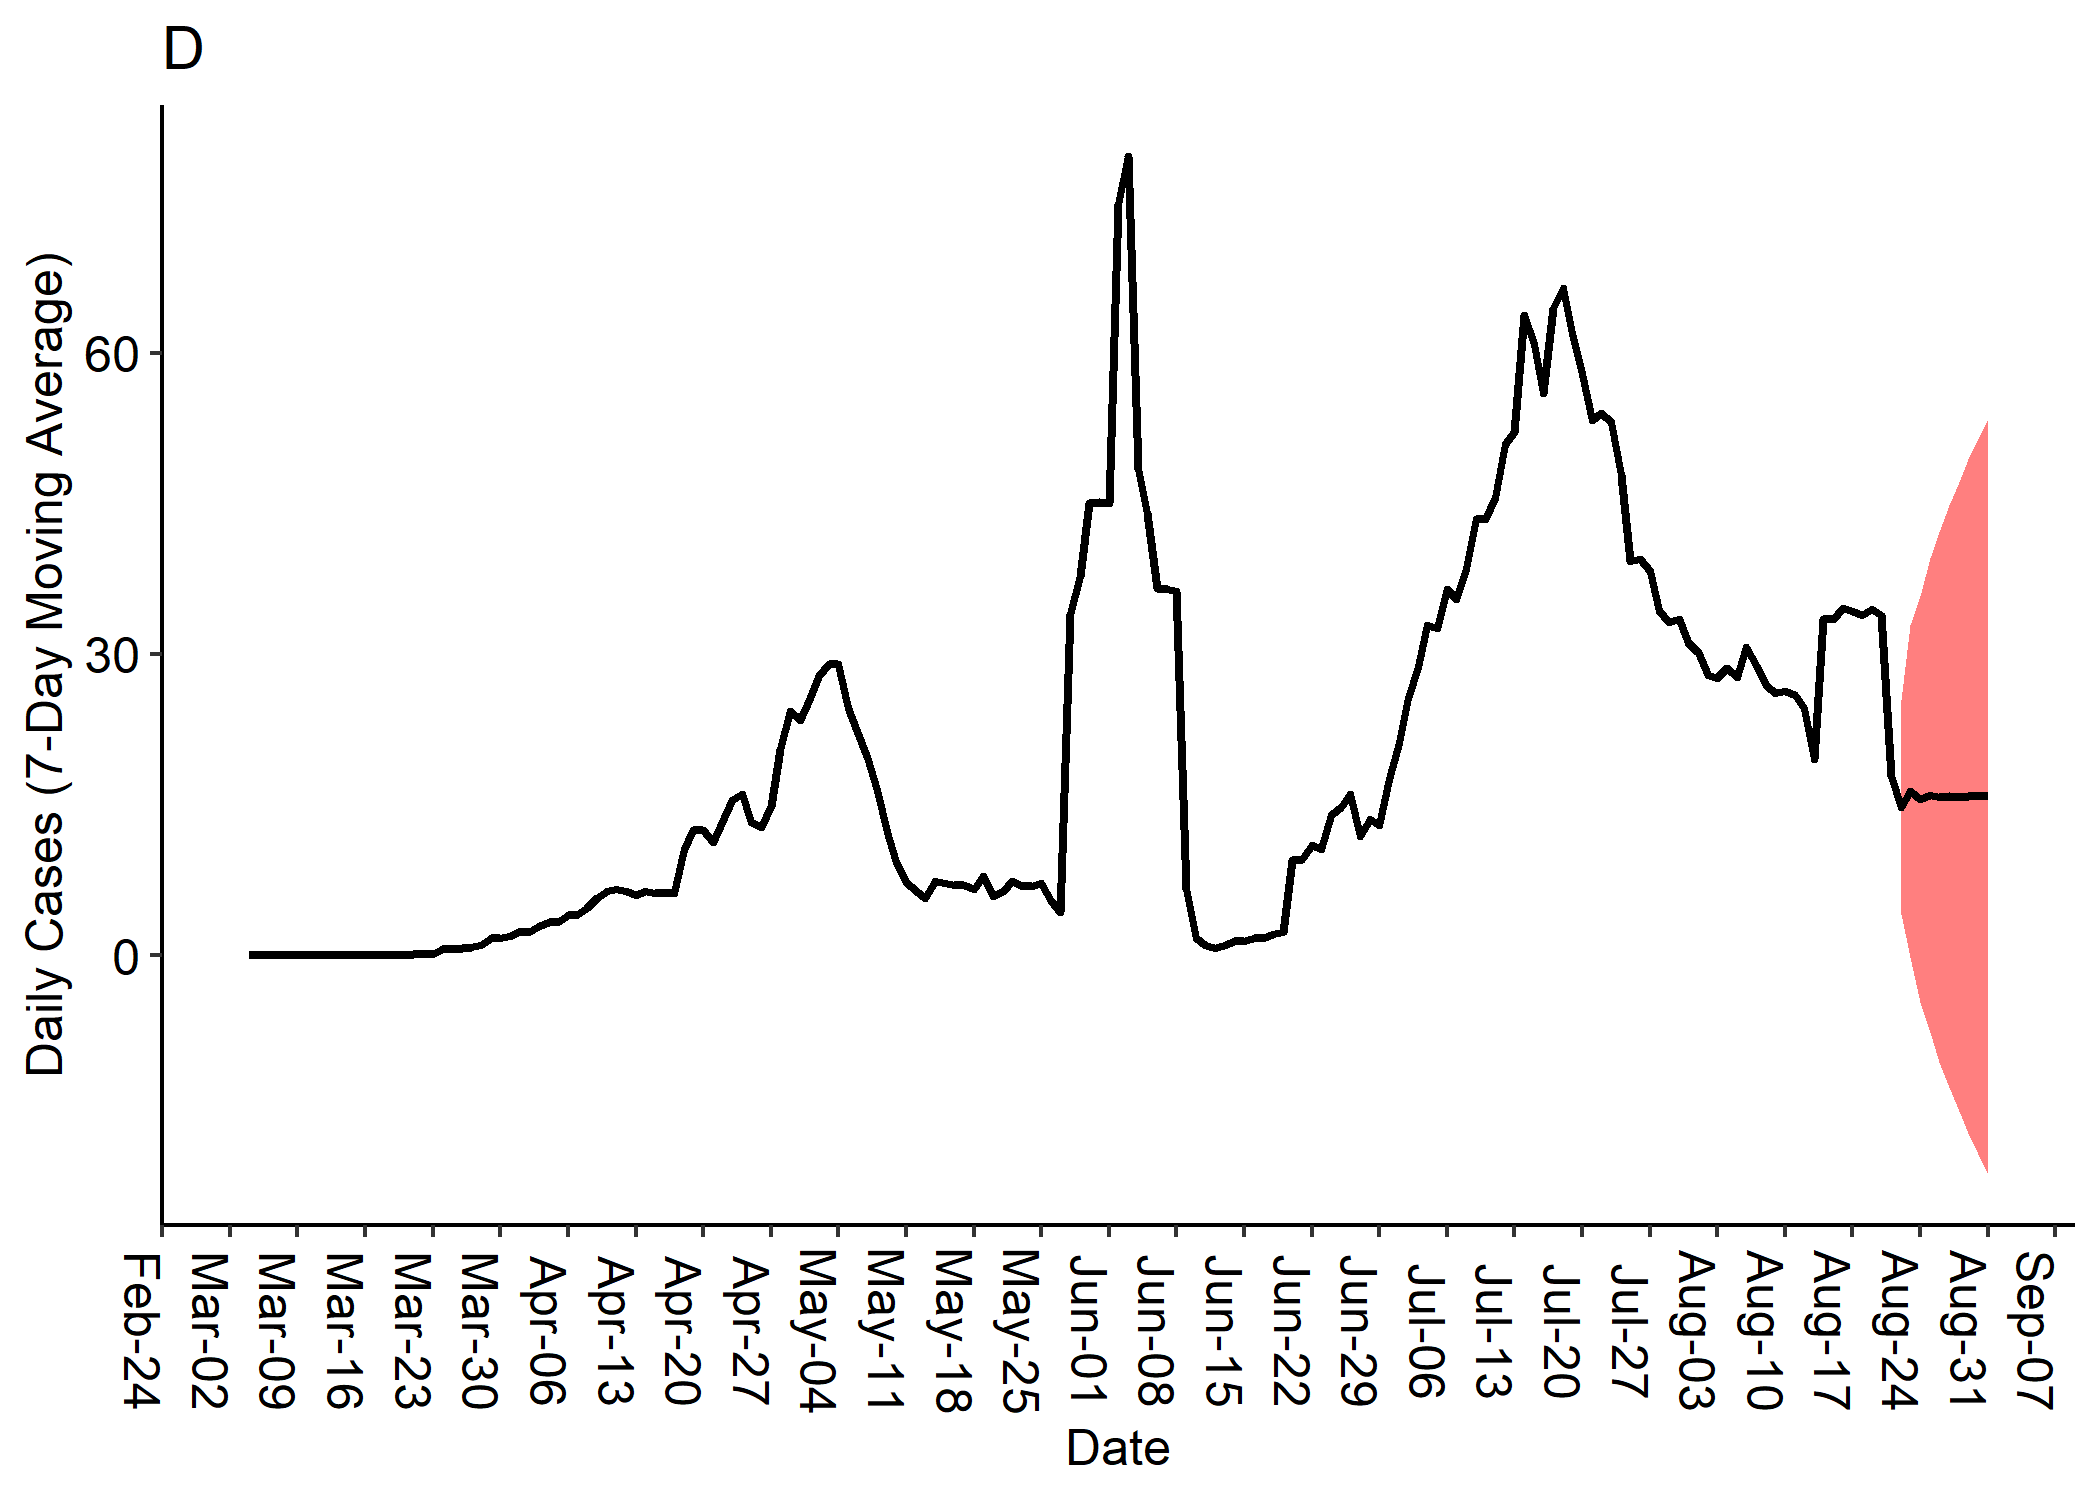 D
Daily Cases (7-Day Moving Average)
60
30
0
Feb-24
Mar-02
Mar-09
Mar-16
Mar-23
Mar-30
Apr-06
Apr-13
Apr-20
Apr-27
May-04
May-11
May-18
May-25
Jun-01
Jun-08
Jun-15
Jun-22
Jun-29
Jul-06
Jul-13
Jul-20
Jul-27
Aug-03
Aug-10
Aug-17
Aug-24
Aug-31
Sep-07
Date